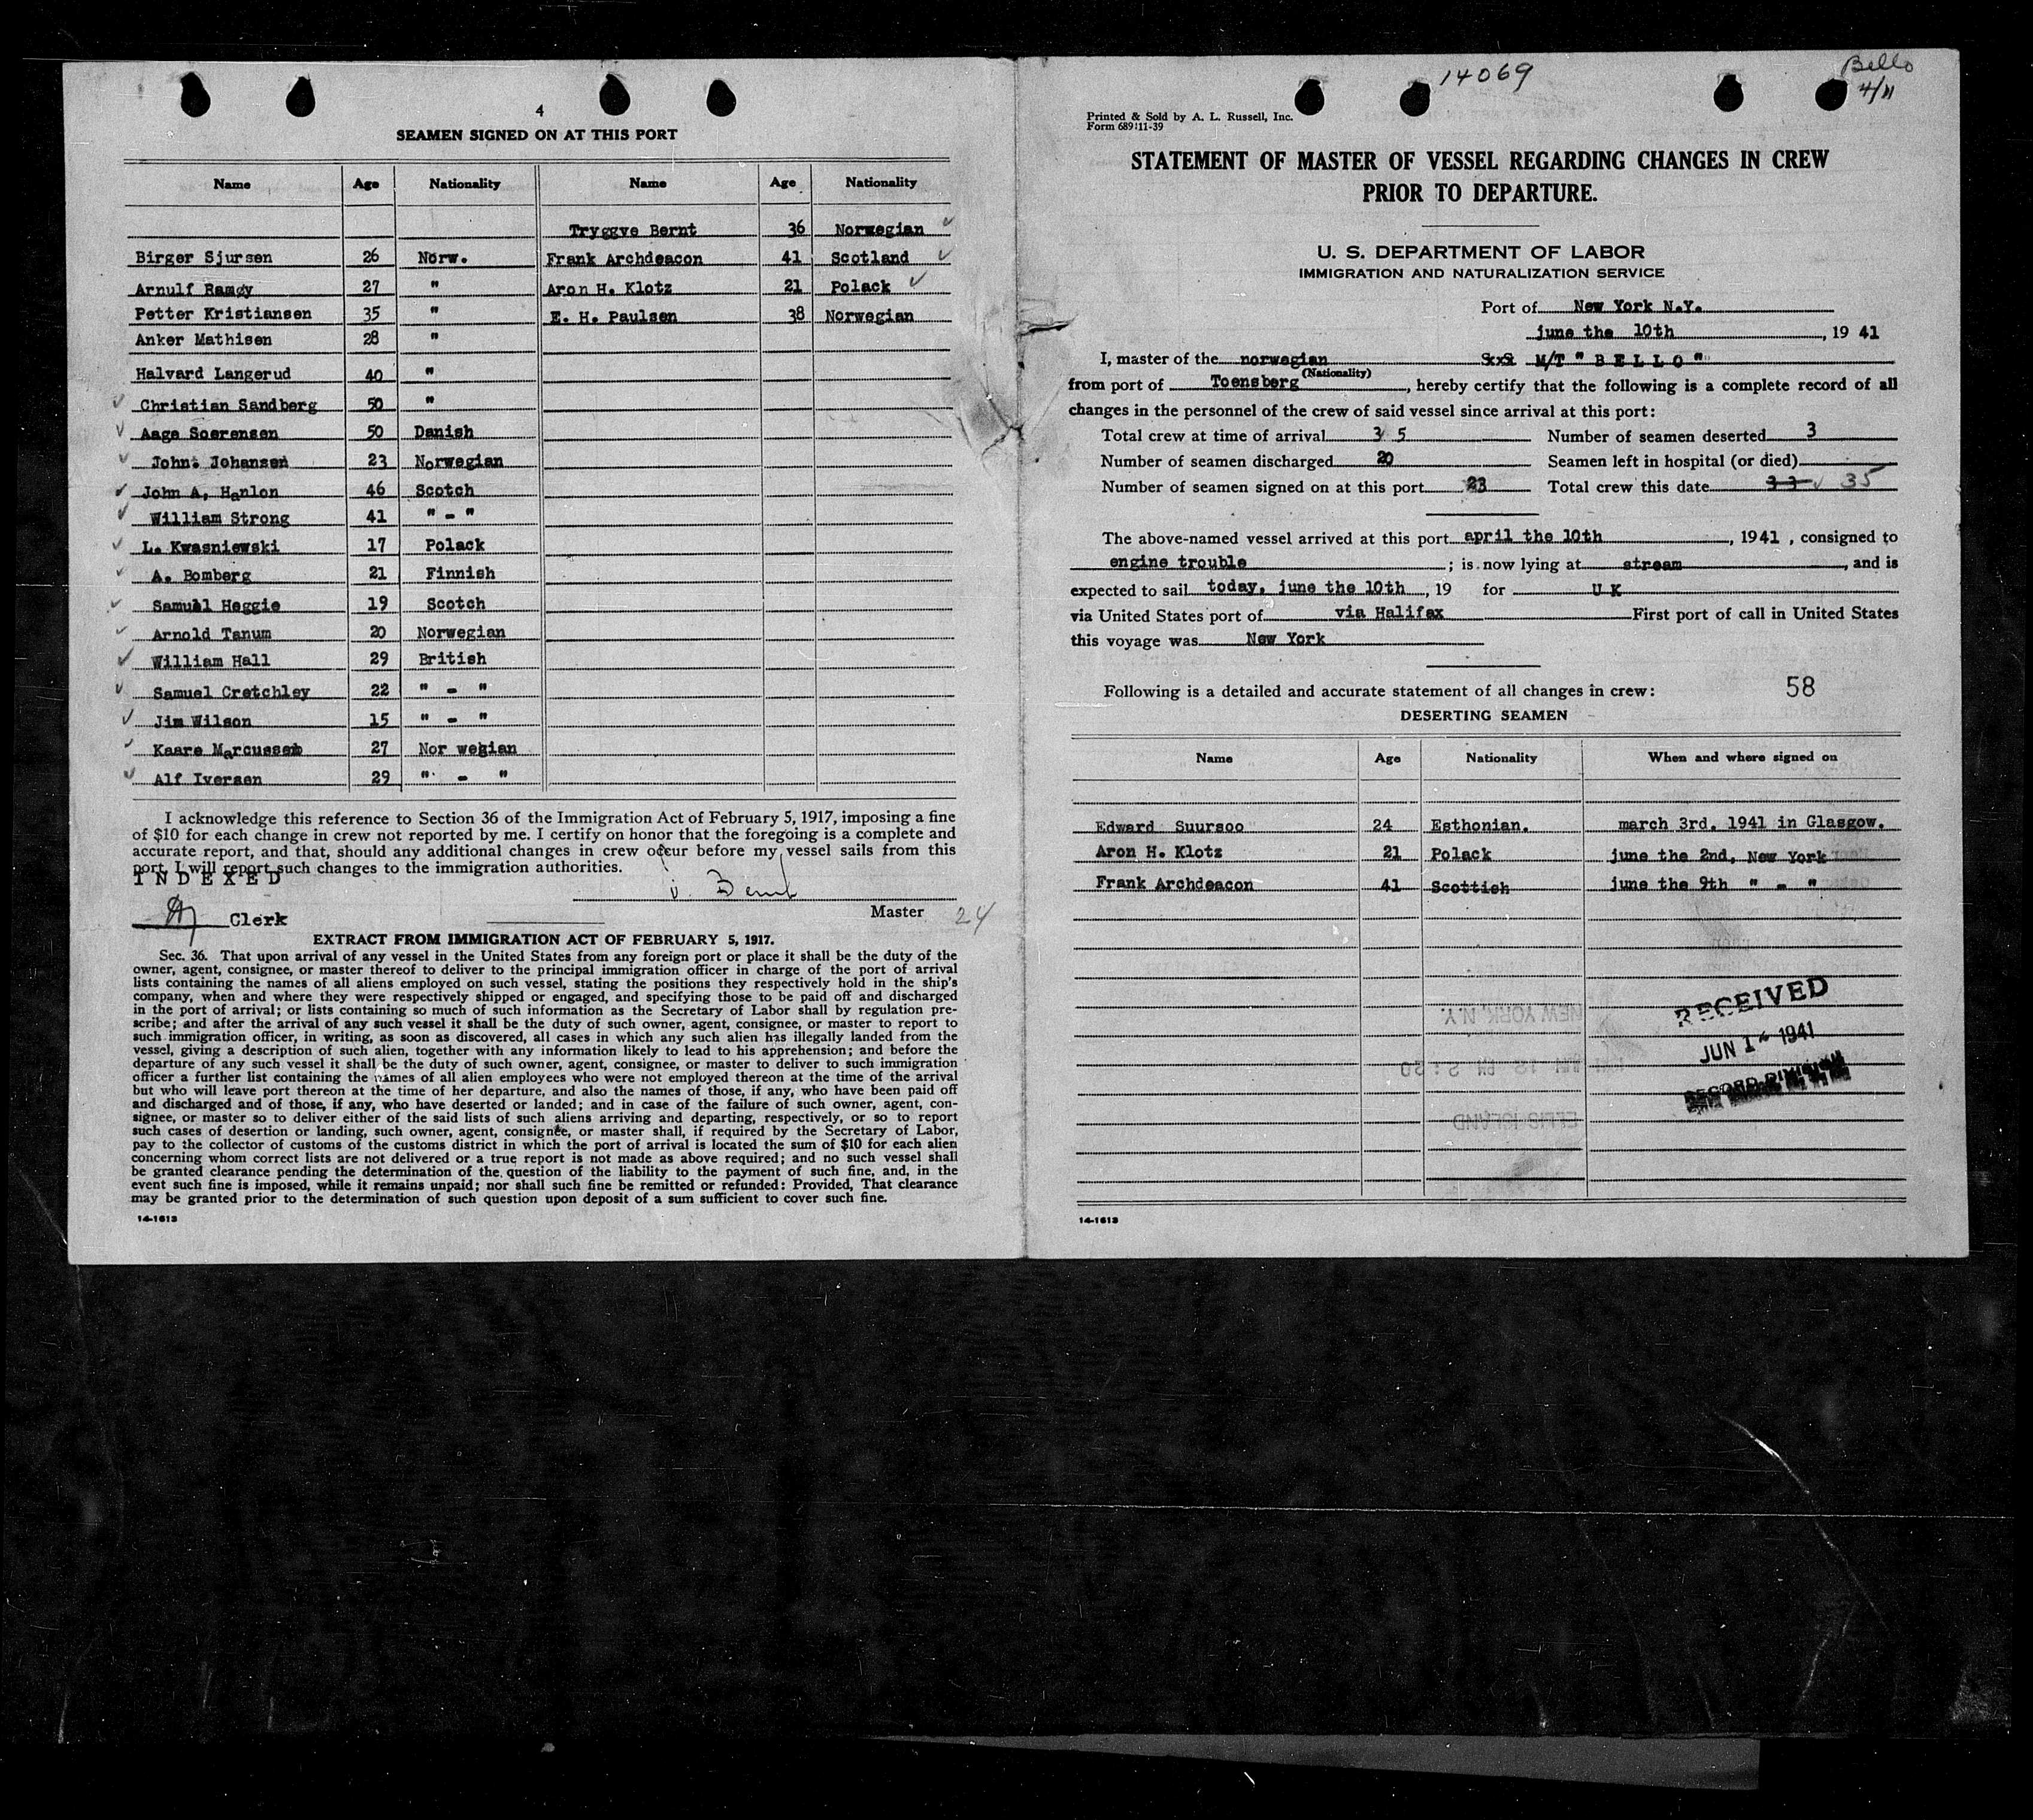 4
SEAMEN SIGNED ON AT THIS PORT
Name Age Nationality Name Age Nationality
Tryggve Bernt 36 Norwegian ✓
Birger Sjursen 26 Norw. Frank Archdeacon 41 Scotland ✓
Arnulf Ramøy 27 " Aron H. Klotz 21 Polack ✓
Petter Kristiansen 35 " E. H. Paulsen 38 Norwegian
Anker Mathisen 28 "
Halvard Langerud 40 "
✓ Christian Sandberg 50 "
✓ Aage Soerensen 50 Danish
✓ John. Johansen 23 Norwegian
✓ John A, Hanlon 46 Scotch
✓ William Strong 41 " - "
✓ L. Kwasniewski 17 Polack
✓ A. Bomberg 21 Finnish
✓ Samuel Heggie 19 Scotch
✓ Arnold Tanum 20 Norwegian
✓ William Hall 29 British
✓ Samuel Cretchley 22 " - "
✓ Jim Wilson 15 " - "
✓ Kaare Marcussen 27 Nor wegian
✓ Alf Iversen 29 " - "
I acknowledge this reference to Section 36 of the Immigration Act of February 5, 1917, imposing a fine
of $10 for each change in crew not reported by me. I certify on honor that the foregoing is a complete and
accurate report, and that, should any additional changes in crew occur before my vessel sails from this
port, I will report such changes to the immigration authorities.
INDEXED
Bernt
Clerk
Master 24
EXTRACT FROM IMMIGRATION ACT OF FEBRUARY 5, 1917.
Sec. 36. That upon arrival of any vessel in the United States from any foreign port or place it shall be the duty of the
owner, agent, consignee, or master thereof to deliver to the principal immigration officer in charge of the port of arrival
lists containing the names of all aliens employed on such vessel, stating the positions they respectively hold in the ship's
company, when and where they were respectively shipped or engaged, and specifying those to be paid off and discharged
in the port of arrival; or lists containing so much of such information as the Secretary of Labor shall by regulation pre-
scribe; and after the arrival of any such vessel it shall be the duty of such owner, agent, consignee, or master to report to
such immigration officer, in writing, as soon as discovered, all cases in which any such alien has illegally landed from the
vessel, giving a description of such alien, together with any information likely to lead to his apprehension; and before the
departure of any such vessel it shall be the duty of such owner, agent, consignee, or master to deliver to such immigration
officer a further list containing the names of all alien employees who were not employed thereon at the time of the arrival
but who will leave port thereon at the time of her departure, and also the names of those, if any, who have been paid off
and discharged and of those, if any, who have deserted or landed; and in case of the failure of such owner, agent, con-
signee, or master so to deliver either of the said lists of such aliens arriving and departing, respectively, or so to report
such cases of desertion or landing, such owner, agent, consignee, or master shall, if required by the Secretary of Labor,
pay to the collector of customs of the customs district in which the port of arrival is located the sum of $10 for each alien
concerning whom correct lists are not delivered or a true report is not made as above required; and no such vessel shall
be granted clearance pending the determination of the question of the liability to the payment of such fine, and, in the
event such fine is imposed, while it remains unpaid; nor shall such fine be remitted or refunded: Provided, That clearance
may be granted prior to the determination of such question upon deposit of a sum sufficient to cover such fine.
14-1613
14069
Bello
4/11
Printed & Sold by A. L. Russell, Inc.
Form 689:11-39
STATEMENT OF MASTER OF VESSEL REGARDING CHANGES IN CREW
PRIOR TO DEPARTURE.
U. S. DEPARTMENT OF LABOR
IMMIGRATION AND NATURALIZATION SERVICE
Port of New York N.Y.
june the 10th , 19 41
I, master of the norwegian SxS M/T " B E L L O "
(Nationality)
from port of Toensberg , hereby certify that the following is a complete record of all
changes in the personnel of the crew of said vessel since arrival at this port:
Total crew at time of arrival 3 5 Number of seamen deserted 3
Number of seamen discharged 20 Seamen left in hospital (or died)
Number of seamen signed on at this port 23 Total crew this date 33 ✓ 35
The above-named vessel arrived at this port april the 10th , 1941 , consigned to
engine trouble ; is now lying at stream , and is
expected to sail today, june the 10th , 19 for U K
via United States port of via Halifax First port of call in United States
this voyage was New York
Following is a detailed and accurate statement of all changes in crew: 58
DESERTING SEAMEN
Name Age Nationality When and where signed on
Edward Suursoo 24 Esthonian. march 3rd. 1941 in Glasgow.
Aron H. Klotz 21 Polack june the 2nd, New York
Frank Archdeacon 41 Scottish june the 9th " - "
RECEIVED
NEW YORK, N.Y.
JUN 1 1941
RECORD DIVISION
ELLIS ISLAND
14-1613